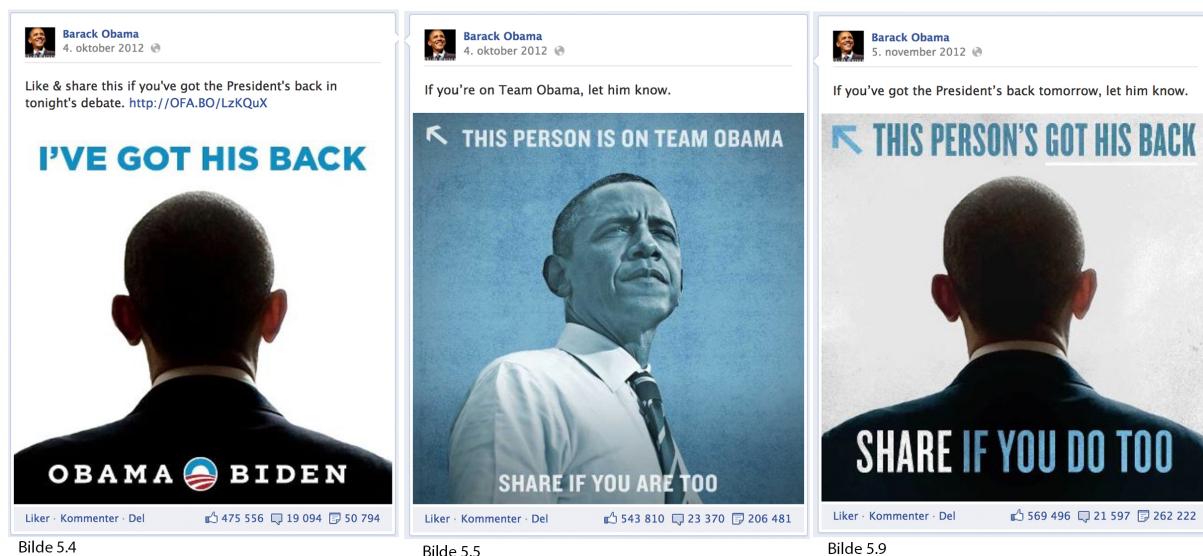 Barack Obama
4. oktober 2012
Like & share this if you've got the President's back in
tonight's debate. http://OFA.BO/LzKQuX
I'VE GOT HIS BACK
OBAMA BIDEN
Liker · Kommenter · Del 475 556 19 094 50 794
Bilde 5.4
Barack Obama
4. oktober 2012
If you're on Team Obama, let him know.
THIS PERSON IS ON TEAM OBAMA
SHARE IF YOU ARE TOO
Liker · Kommenter · Del 543 810 23 370 206 481
Bilde 5.5
Barack Obama
5. november 2012
If you've got the President's back tomorrow, let him know.
THIS PERSON'S GOT HIS BACK
SHARE IF YOU DO TOO
Liker · Kommenter · Del 569 496 21 597 262 222
Bilde 5.9